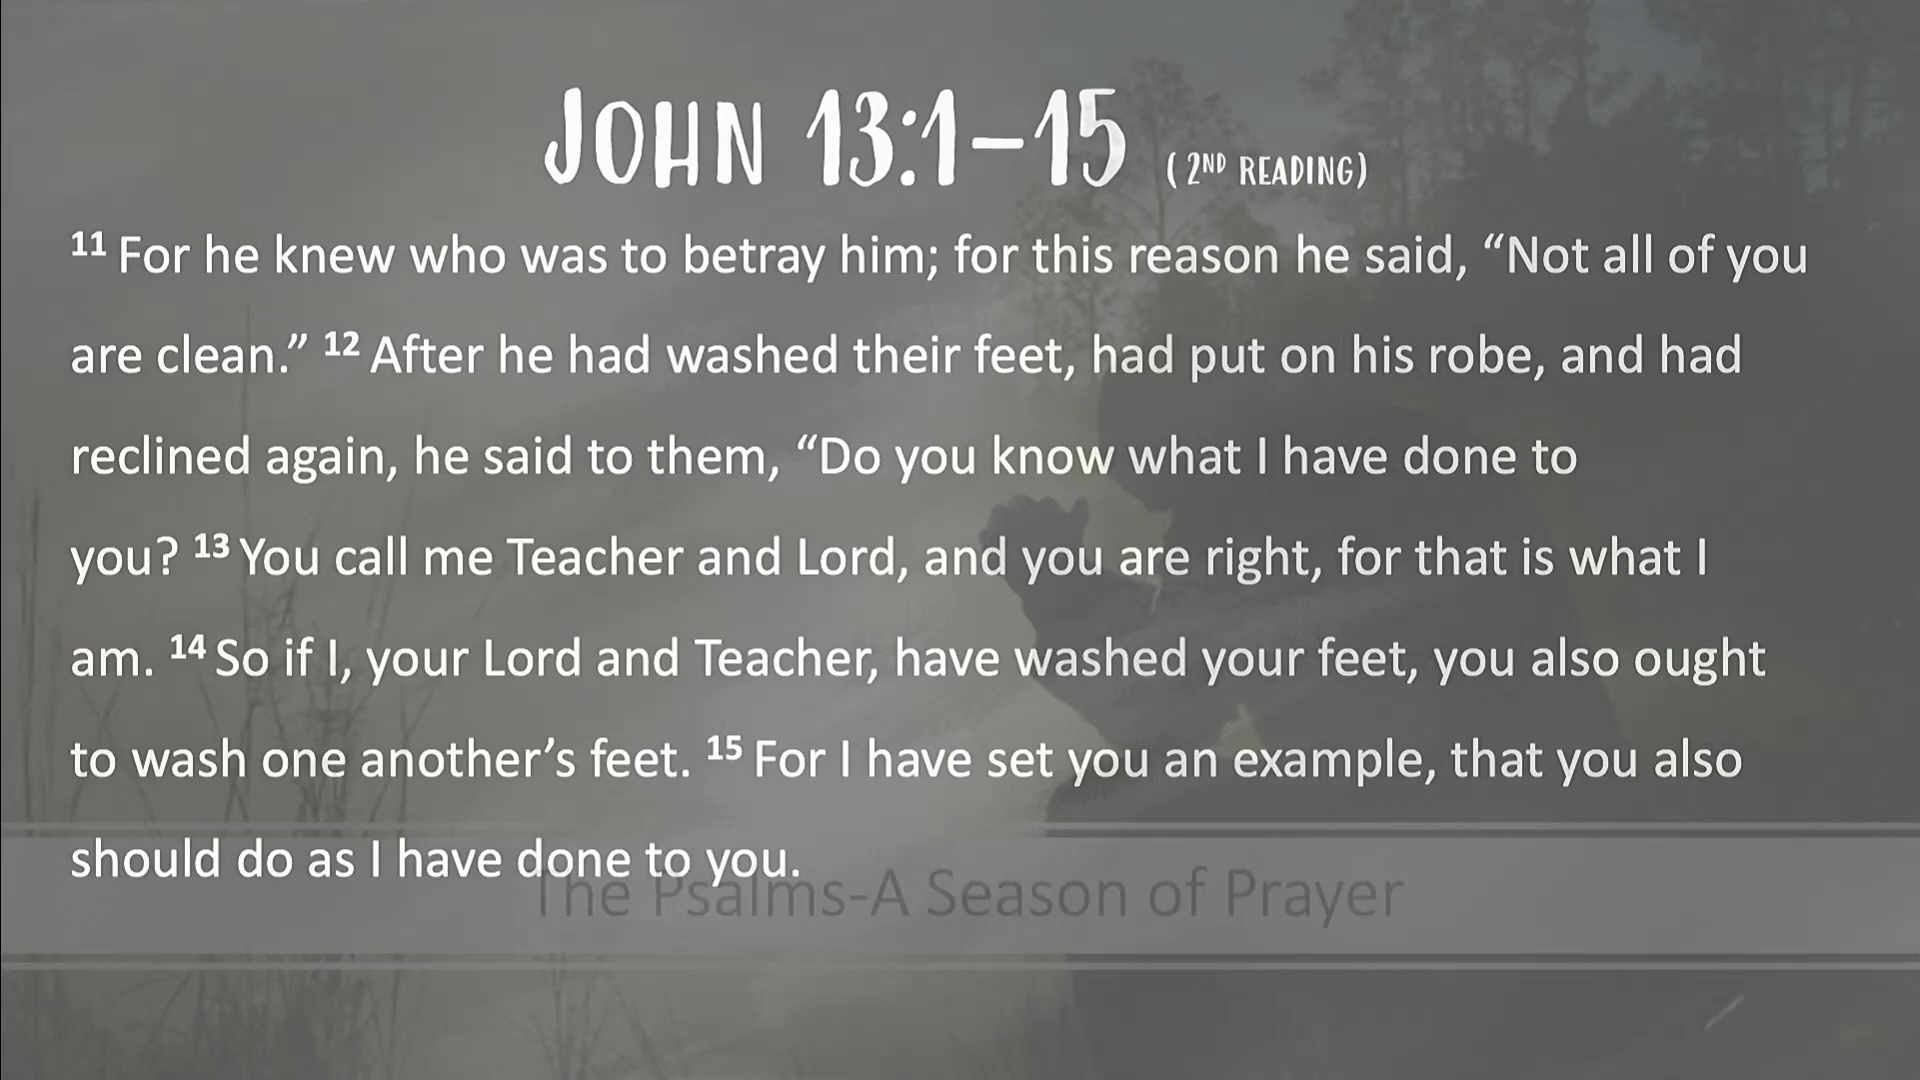 JOHN 13:1–15 (2ND READING)
11 For he knew who was to betray him; for this reason he said, “Not all of you
are clean.” 12 After he had washed their feet, had put on his robe, and had
reclined again, he said to them, “Do you know what I have done to
you? 13 You call me Teacher and Lord, and you are right, for that is what I
am. 14 So if I, your Lord and Teacher, have washed your feet, you also ought
to wash one another’s feet. 15 For I have set you an example, that you also
should do as I have done to you.
The Psalms-A Season of Prayer